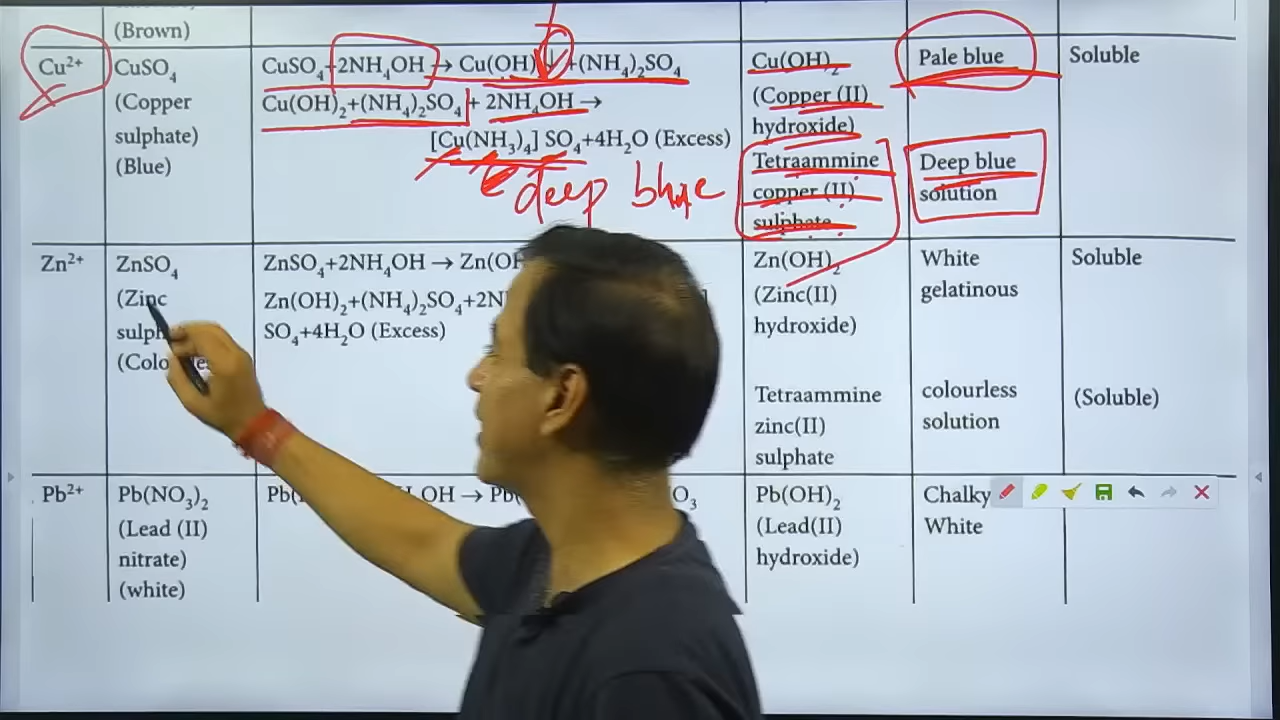 (Brown)
Cu²⁺ CuSO₄ CuSO₄+2NH₄OH → Cu(OH)₂↓+(NH₄)₂SO₄ Cu(OH)₂ Pale blue Soluble
(Copper Cu(OH)₂+(NH₄)₂SO₄+ 2NH₄OH → (Copper (II)
sulphate) [Cu(NH₃)₄] SO₄+4H₂O (Excess) hydroxide)
(Blue) Tetraammine Deep blue
deep blue copper (II) solution
sulphate
Zn²⁺ ZnSO₄ ZnSO₄+2NH₄OH → Zn(OH Zn(OH)₂ White Soluble
(Zinc Zn(OH)₂+(NH₄)₂SO₄+2N (Zinc(II) gelatinous
sulph SO₄+4H₂O (Excess) hydroxide)
(Colo
Tetraammine colourless (Soluble)
zinc(II) solution
sulphate
Pb²⁺ Pb(NO₃)₂ OH → O₃ Pb(OH)₂ Chalky
(Lead (II) (Lead(II) White
nitrate) hydroxide)
(white)